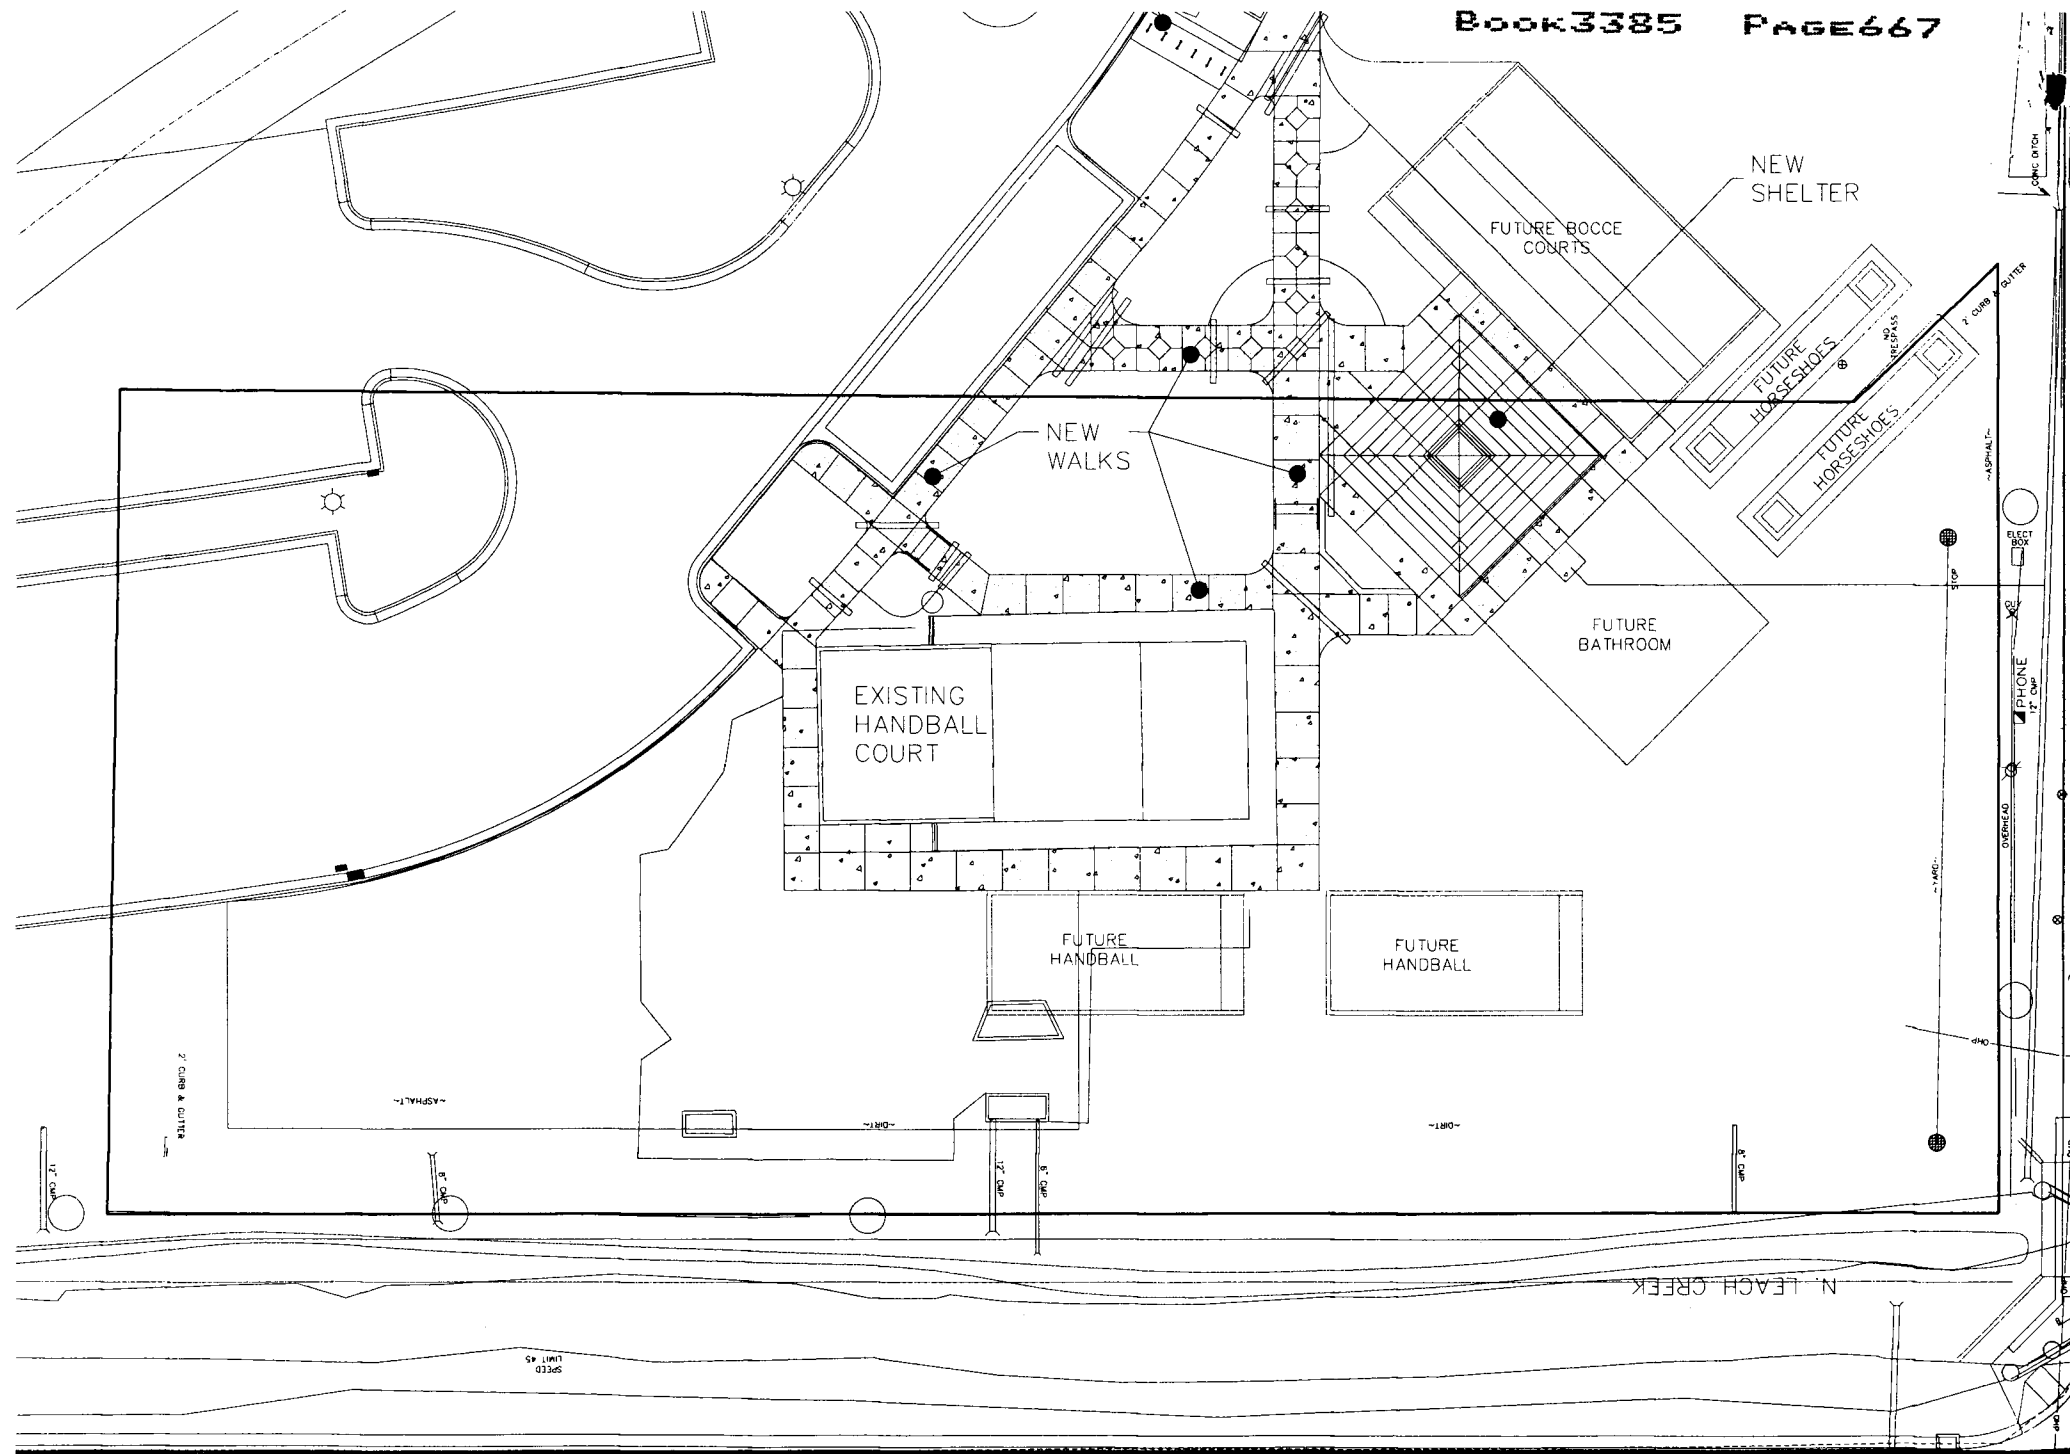 BOOK3385 PAGE667
CONC DITCH
NEW
SHELTER
FUTURE BOCCE
COURTS
2' CURB & GUTTER
NO
TRESPASS
FUTURE
HORSESHOES
FUTURE
HORSESHOES
~ASPHALT~
NEW
WALKS
ELECT
BOX
STOP
GUY
FUTURE
BATHROOM
PHONE
12" CMP
EXISTING
HANDBALL
COURT
OVERHEAD
~YARD~
FUTURE
HANDBALL
FUTURE
HANDBALL
OHP
2' CURB & GUTTER
~ASPHALT~
~DIRT~
~DIRT~
12" CMP
8" CMP
12" CMP
6" CMP
8" CMP
N. LEACH CREEK
SPEED
LIMIT 45
OHP